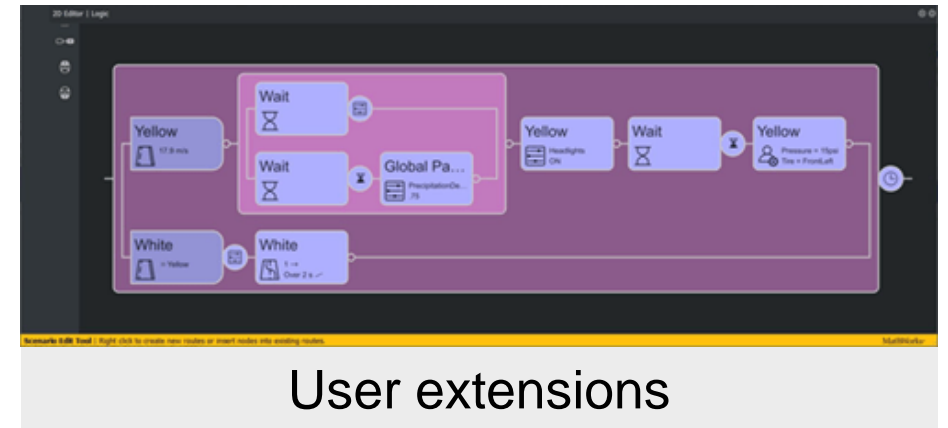 2D Editor | Logic
Yellow
17.9 m/s
Wait
Wait
Global Pa...
PrecipitationDe...
.75
Yellow
Headlights
ON
Wait
Yellow
Pressure = 15psi
Tire = FrontLeft
White
= Yellow
White
1 →
Over 2 s
Scenario Edit Tool | Right click to create new routes or insert nodes into existing routes.
MathWorks
User extensions